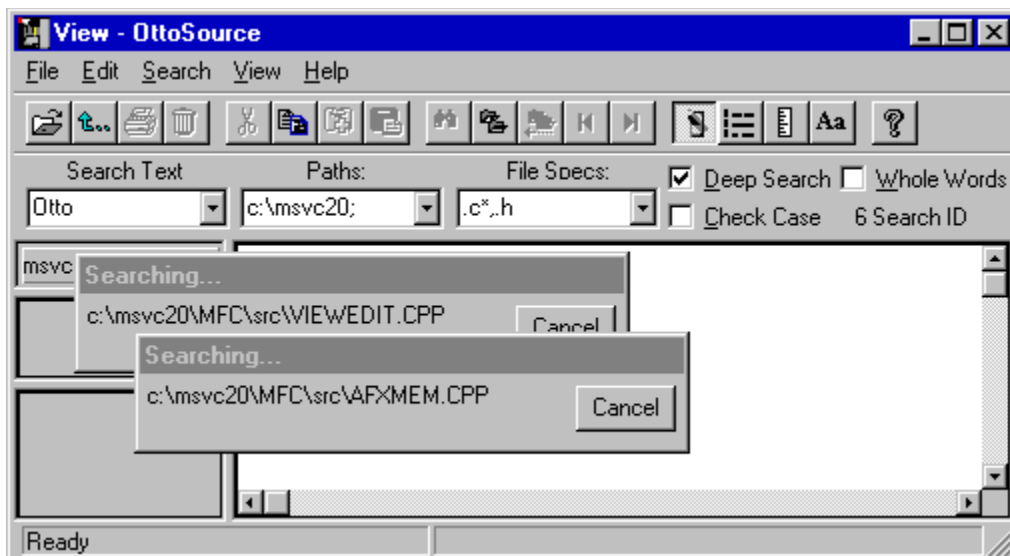 View - OttoSource
File Edit Search View Help
Aa
Search Text Paths: File Specs: Deep Search Whole Words
Otto c:\msvc20; .c*,.h Check Case 6 Search ID
msvc
Searching...
c:\msvc20\MFC\src\VIEWEDIT.CPP Cancel
Searching...
c:\msvc20\MFC\src\AFXMEM.CPP Cancel
Ready